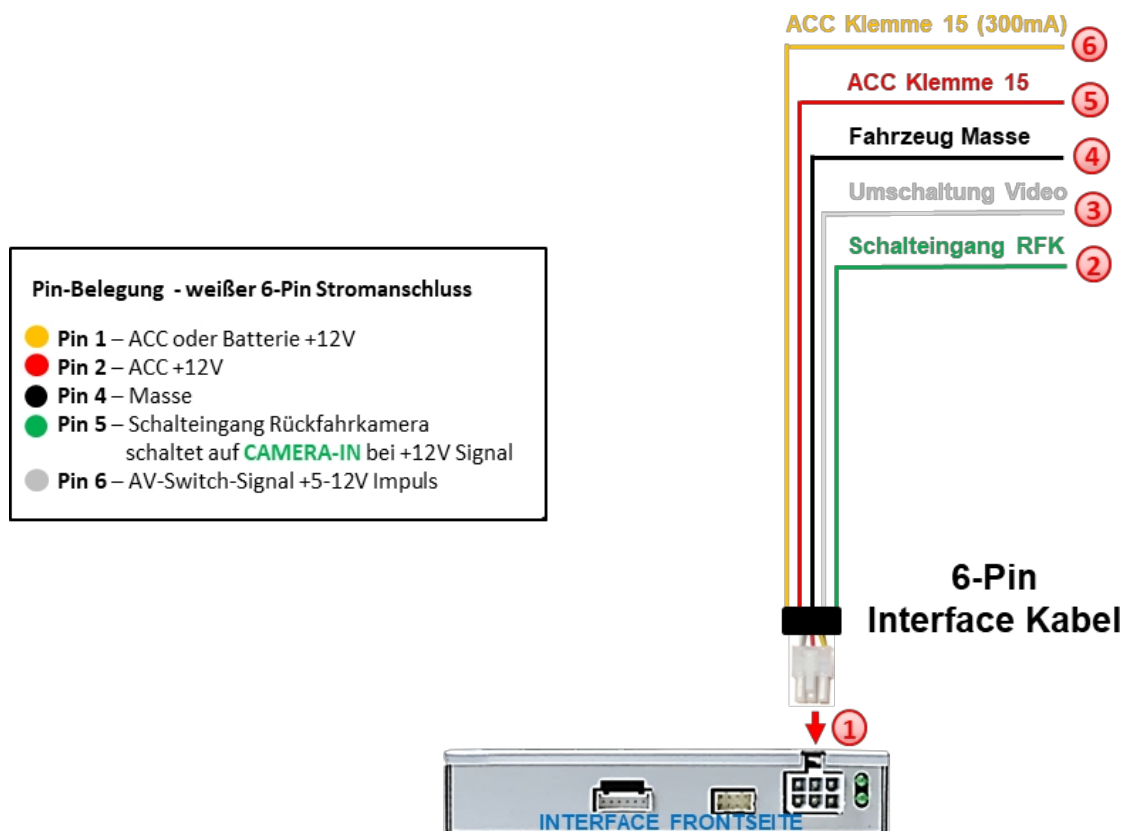 ACC Klemme 15 (300mA)
6
ACC Klemme 15
5
Fahrzeug Masse
4
Umschaltung Video
3
Schalteingang RFK
2
Pin-Belegung - weißer 6-Pin Stromanschluss
Pin 1 – ACC oder Batterie +12V
Pin 2 – ACC +12V
Pin 4 – Masse
Pin 5 – Schalteingang Rückfahrkamera
schaltet auf CAMERA-IN bei +12V Signal
Pin 6 – AV-Switch-Signal +5-12V Impuls
6-Pin
Interface Kabel
1
INTERFACE FRONTSEITE